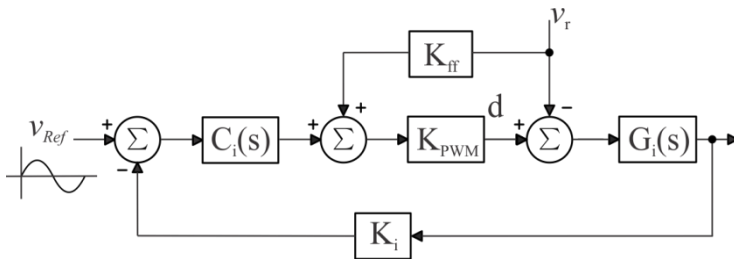 v_r
K_ff
+
+
d
−
v_Ref
+
Σ
C_i(s)
+
Σ
K_PWM
+
Σ
G_i(s)
−
K_i